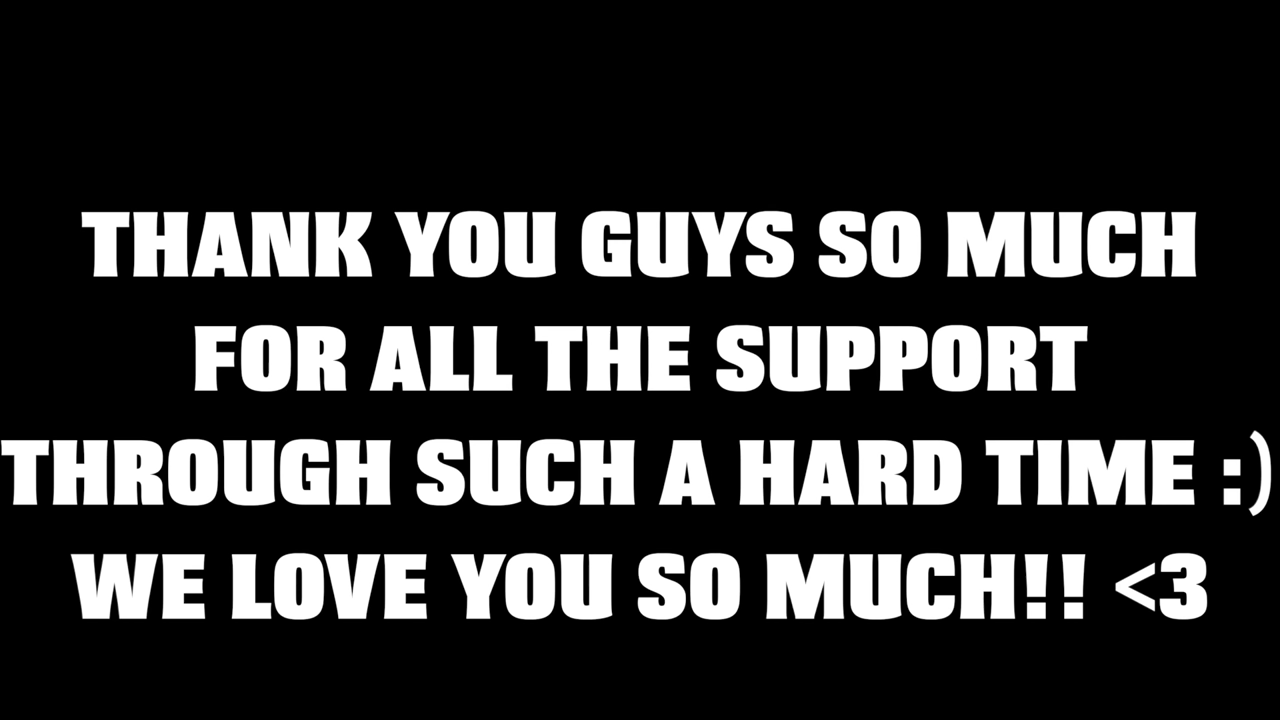 THANK YOU GUYS SO MUCH
FOR ALL THE SUPPORT
THROUGH SUCH A HARD TIME :)
WE LOVE YOU SO MUCH!! <3